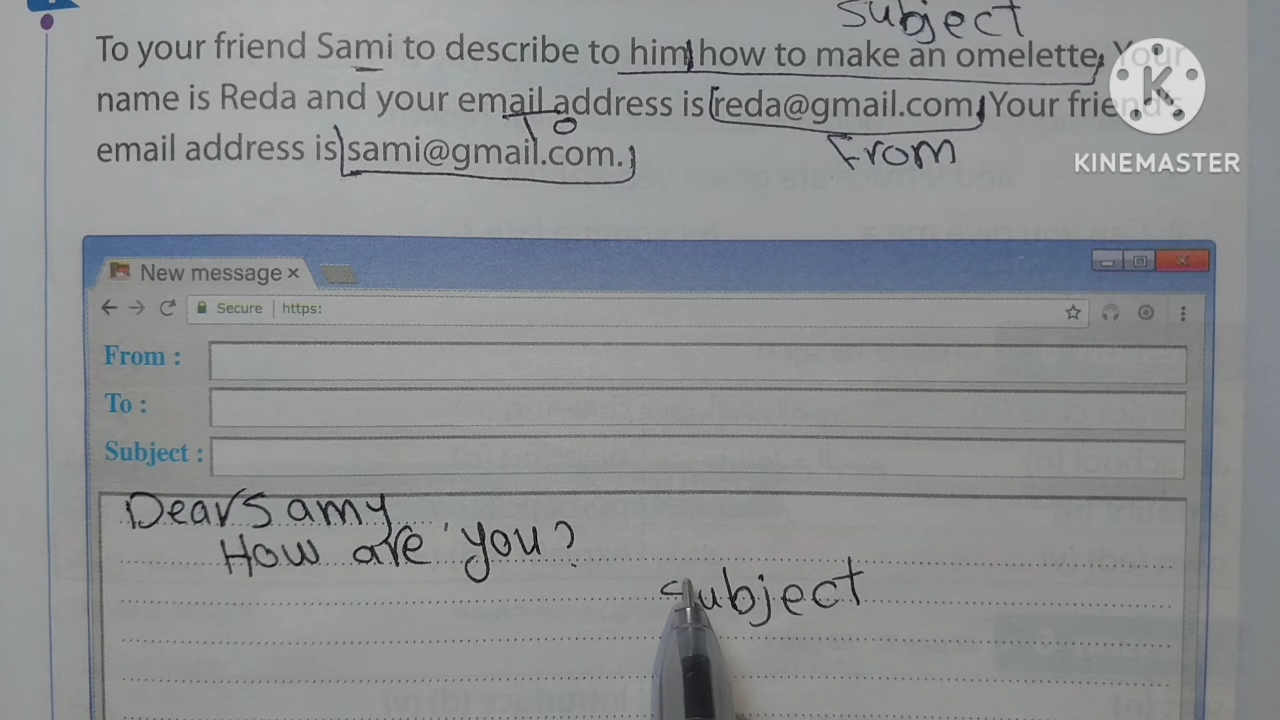 subject
To your friend Sami to describe to him how to make an omelette. Your
name is Reda and your email address is reda@gmail.com. Your friend's
To
email address is sami@gmail.com.
From
KINEMASTER
New message ×
Secure https:
From :
To :
Subject :
Dear Samy
How are you?
subject